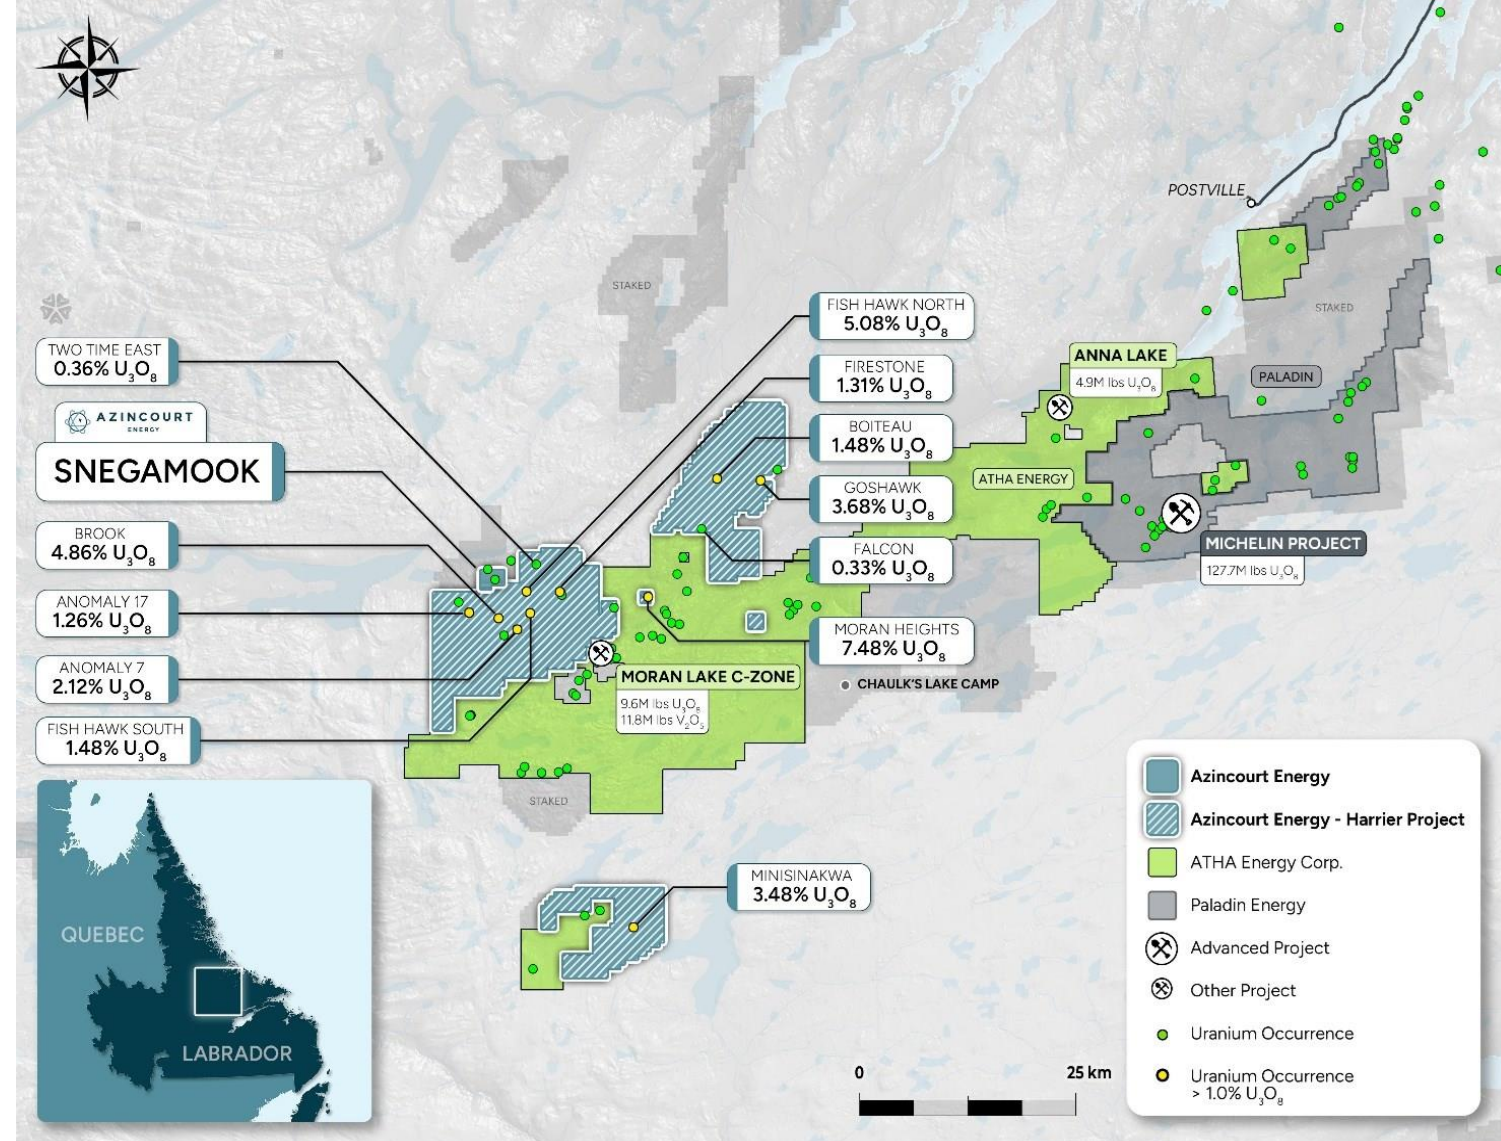 POSTVILLE
STAKED
STAKED
FISH HAWK NORTH
5.08% U₃O₈
TWO TIME EAST
0.36% U₃O₈
ANNA LAKE
4.9M lbs U₃O₈
FIRESTONE
1.31% U₃O₈
PALADIN
AZINCOURT
ENERGY
SNEGAMOOK
BOITEAU
1.48% U₃O₈
ATHA ENERGY
GOSHAWK
3.68% U₃O₈
BROOK
4.86% U₃O₈
FALCON
0.33% U₃O₈
MICHELIN PROJECT
127.7M lbs U₃O₈
ANOMALY 17
1.26% U₃O₈
MORAN HEIGHTS
7.48% U₃O₈
ANOMALY 7
2.12% U₃O₈
MORAN LAKE C-ZONE
9.6M lbs U₃O₈
11.8M lbs V₂O₅
CHAULK'S LAKE CAMP
FISH HAWK SOUTH
1.48% U₃O₈
STAKED
MINISINAKWA
3.48% U₃O₈
QUEBEC
LABRADOR
0 25 km
Azincourt Energy
Azincourt Energy - Harrier Project
ATHA Energy Corp.
Paladin Energy
Advanced Project
Other Project
Uranium Occurrence
Uranium Occurrence
> 1.0% U₃O₈